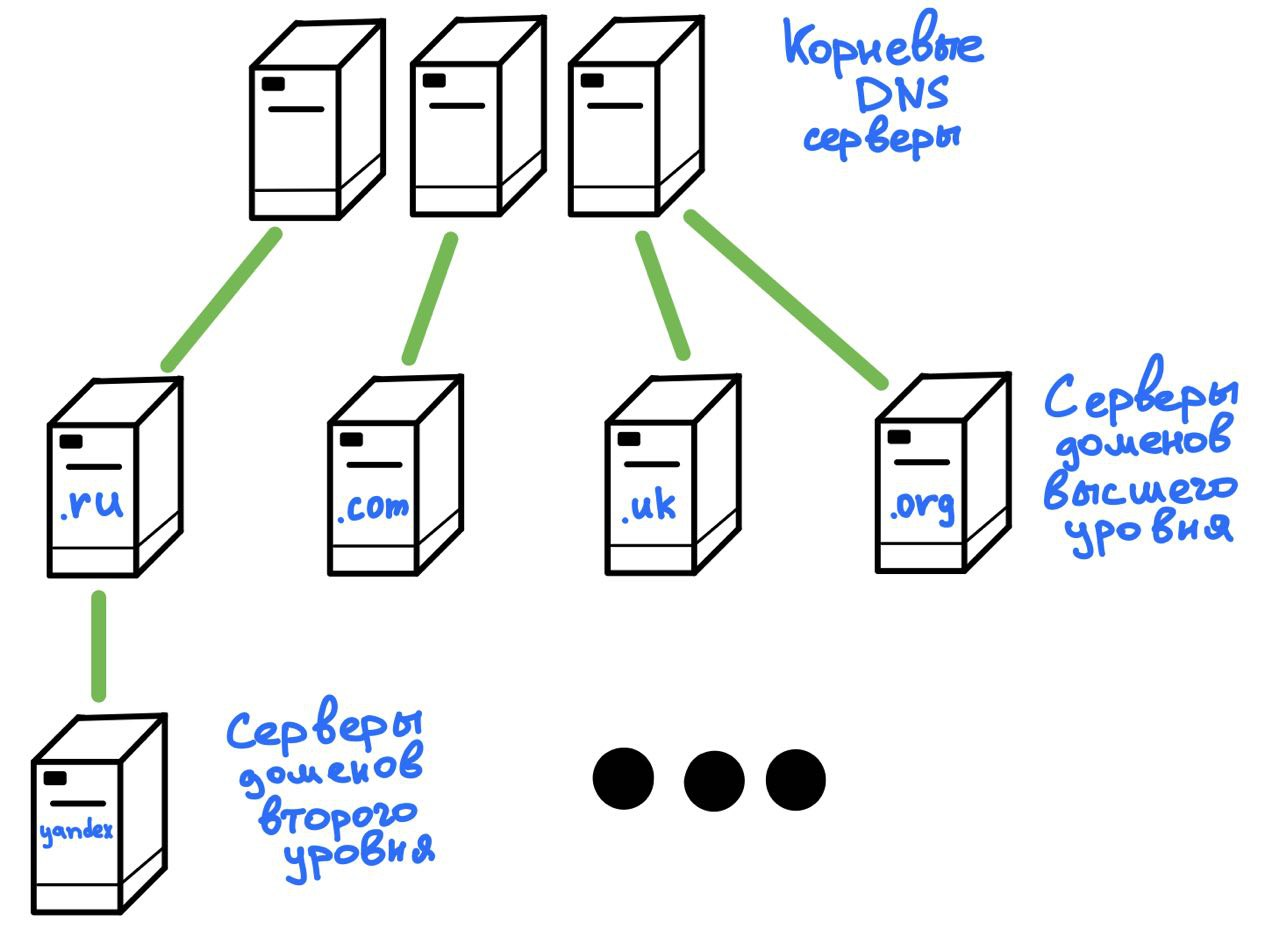 Корневые
DNS
серверы
.ru
.com
.uk
.org
Серверы
доменов
высшего
уровня
yandex
Серверы
доменов
второго
уровня